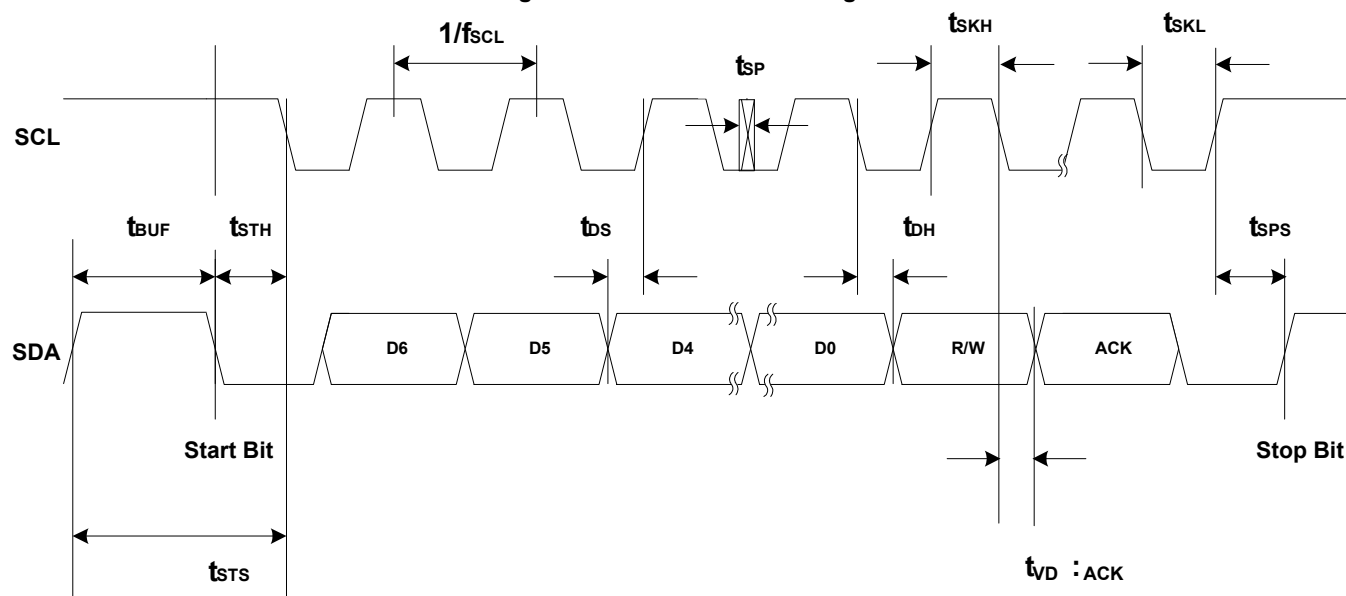 1/fSCL
tSKH
tSKL
tSP
SCL
tBUF
tSTH
tDS
tDH
tSPS
SDA
D6
D5
D4
D0
R/W
ACK
Start Bit
Stop Bit
tSTS
tVD :ACK